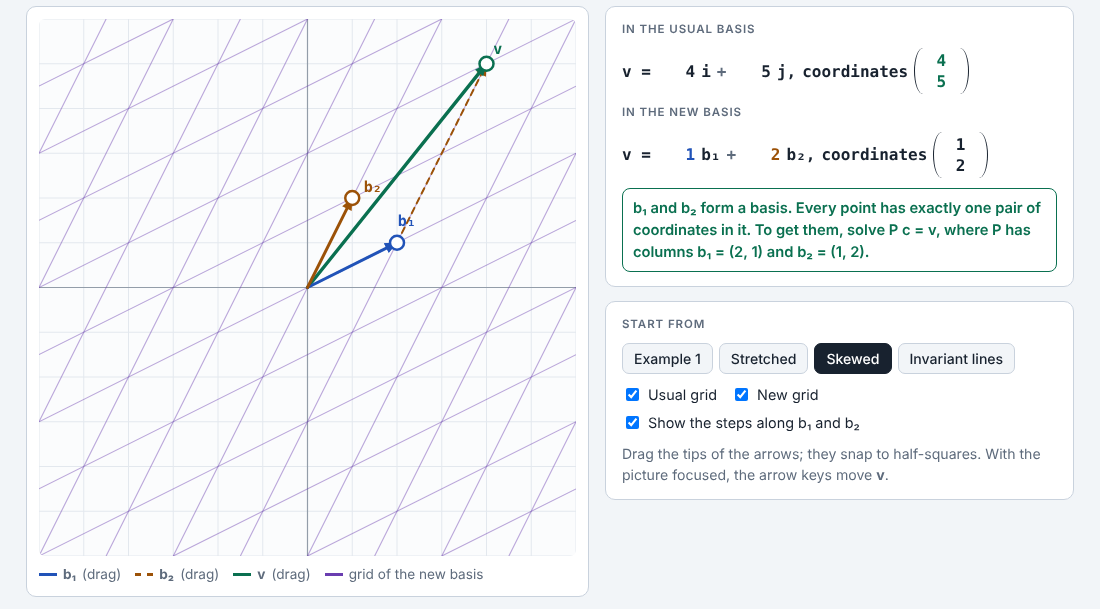 v
b₂
b₁
b₁ (drag) b₂ (drag) v (drag) grid of the new basis
IN THE USUAL BASIS
v = 4 i + 5 j, coordinates ( 4
5 )
IN THE NEW BASIS
v = 1 b₁ + 2 b₂, coordinates ( 1
2 )
b₁ and b₂ form a basis. Every point has exactly one pair of
coordinates in it. To get them, solve P c = v, where P has
columns b₁ = (2, 1) and b₂ = (1, 2).
START FROM
Example 1 Stretched Skewed Invariant lines
Usual grid New grid
Show the steps along b₁ and b₂
Drag the tips of the arrows; they snap to half-squares. With the
picture focused, the arrow keys move v.